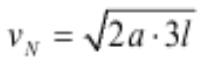 v_N = √(2a · 3l)